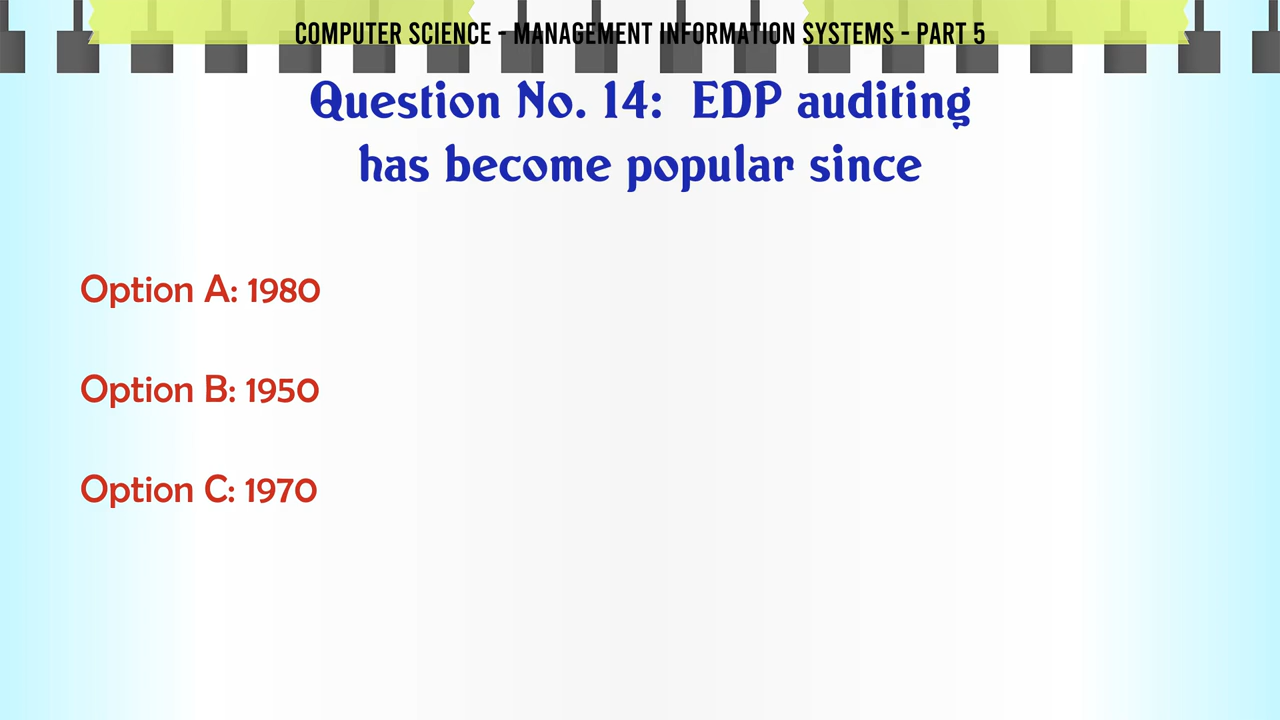 COMPUTER SCIENCE - MANAGEMENT INFORMATION SYSTEMS - PART 5
Question No. 14: EDP auditing
has become popular since
Option A: 1980
Option B: 1950
Option C: 1970